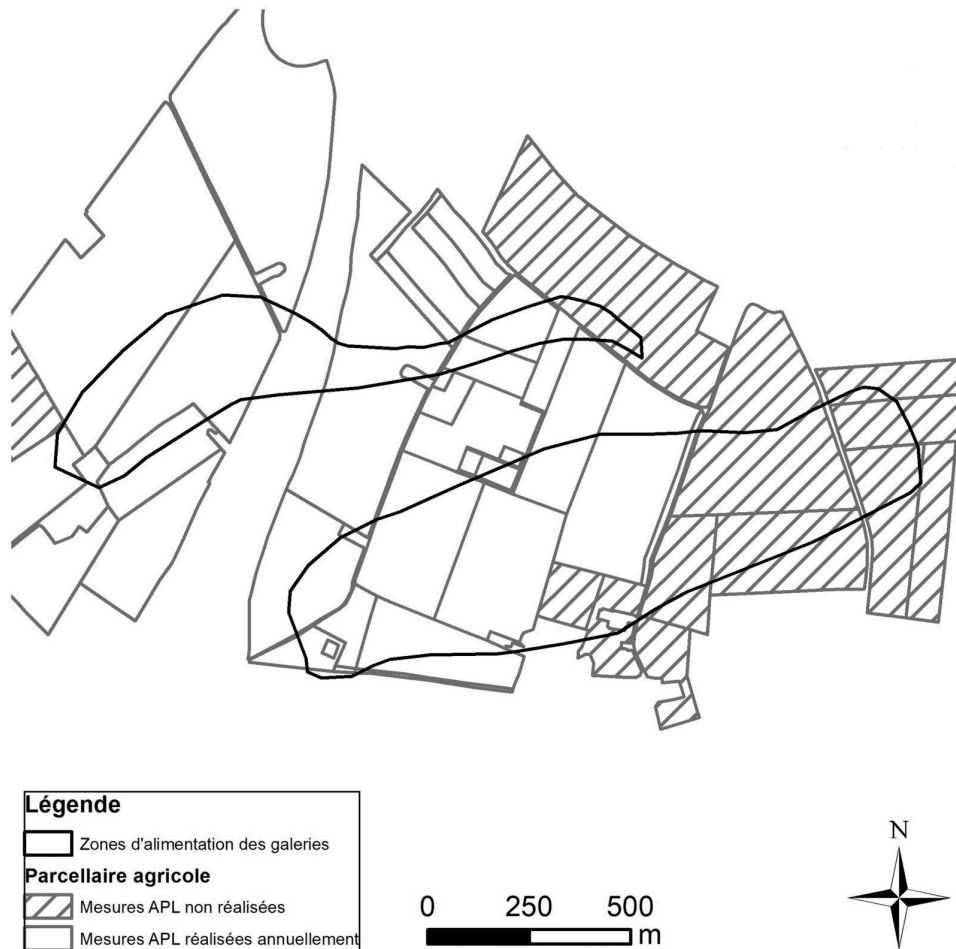 Légende
Zones d'alimentation des galeries
Parcellaire agricole
Mesures APL non réalisées
Mesures APL réalisées annuellement
0 250 500
m
N